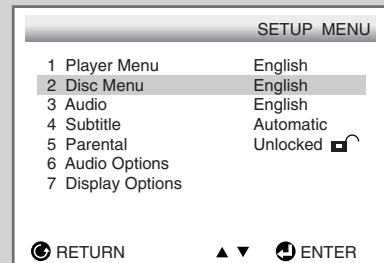 SETUP MENU
1 Player Menu English
2 Disc Menu English
3 Audio English
4 Subtitle Automatic
5 Parental Unlocked
6 Audio Options
7 Display Options
RETURN ▲ ▼ ENTER